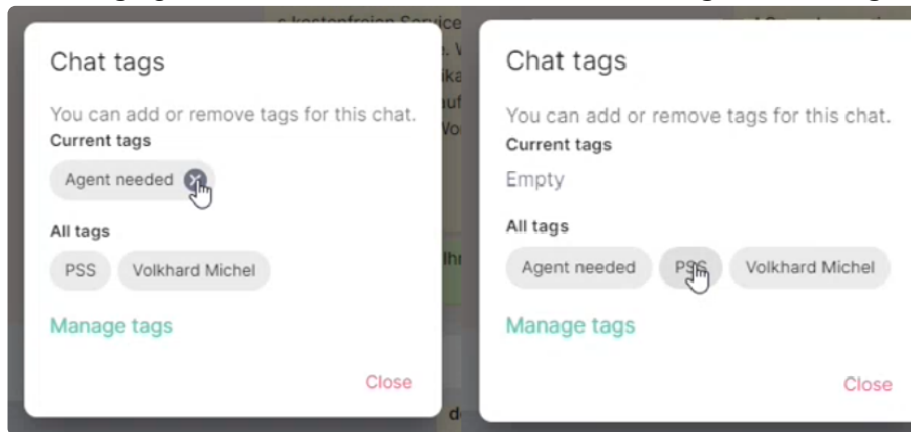 Chat tags
You can add or remove tags for this chat.
Current tags
Agent needed
All tags
PSS Volkhard Michel
Manage tags
Close
Chat tags
You can add or remove tags for this chat.
Current tags
Empty
All tags
Agent needed PSS Volkhard Michel
Manage tags
Close